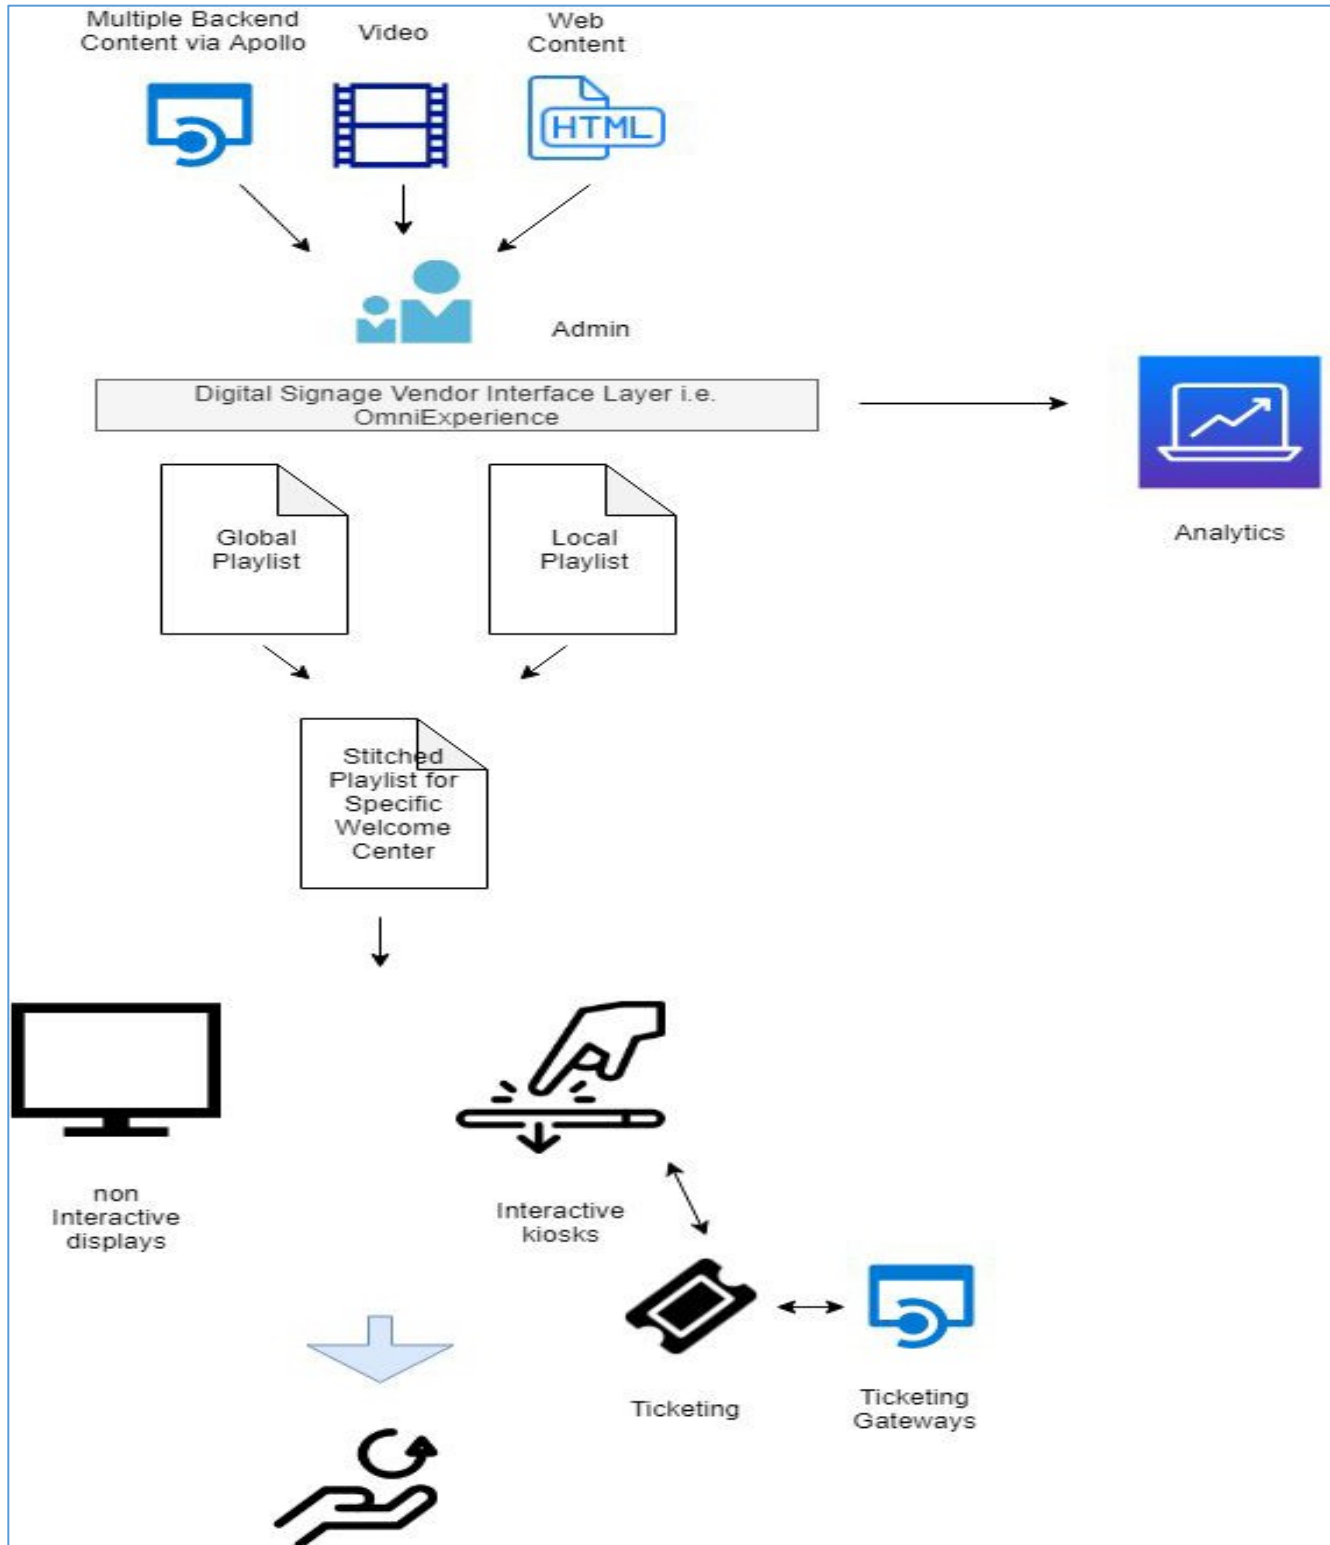 Multiple Backend
Content via Apollo
Video
Web
Content
HTML
Admin
Digital Signage Vendor Interface Layer i.e.
OmniExperience
Analytics
Global
Playlist
Local
Playlist
Stitched
Playlist for
Specific
Welcome
Center
non
Interactive
displays
Interactive
kiosks
Ticketing
Ticketing
Gateways